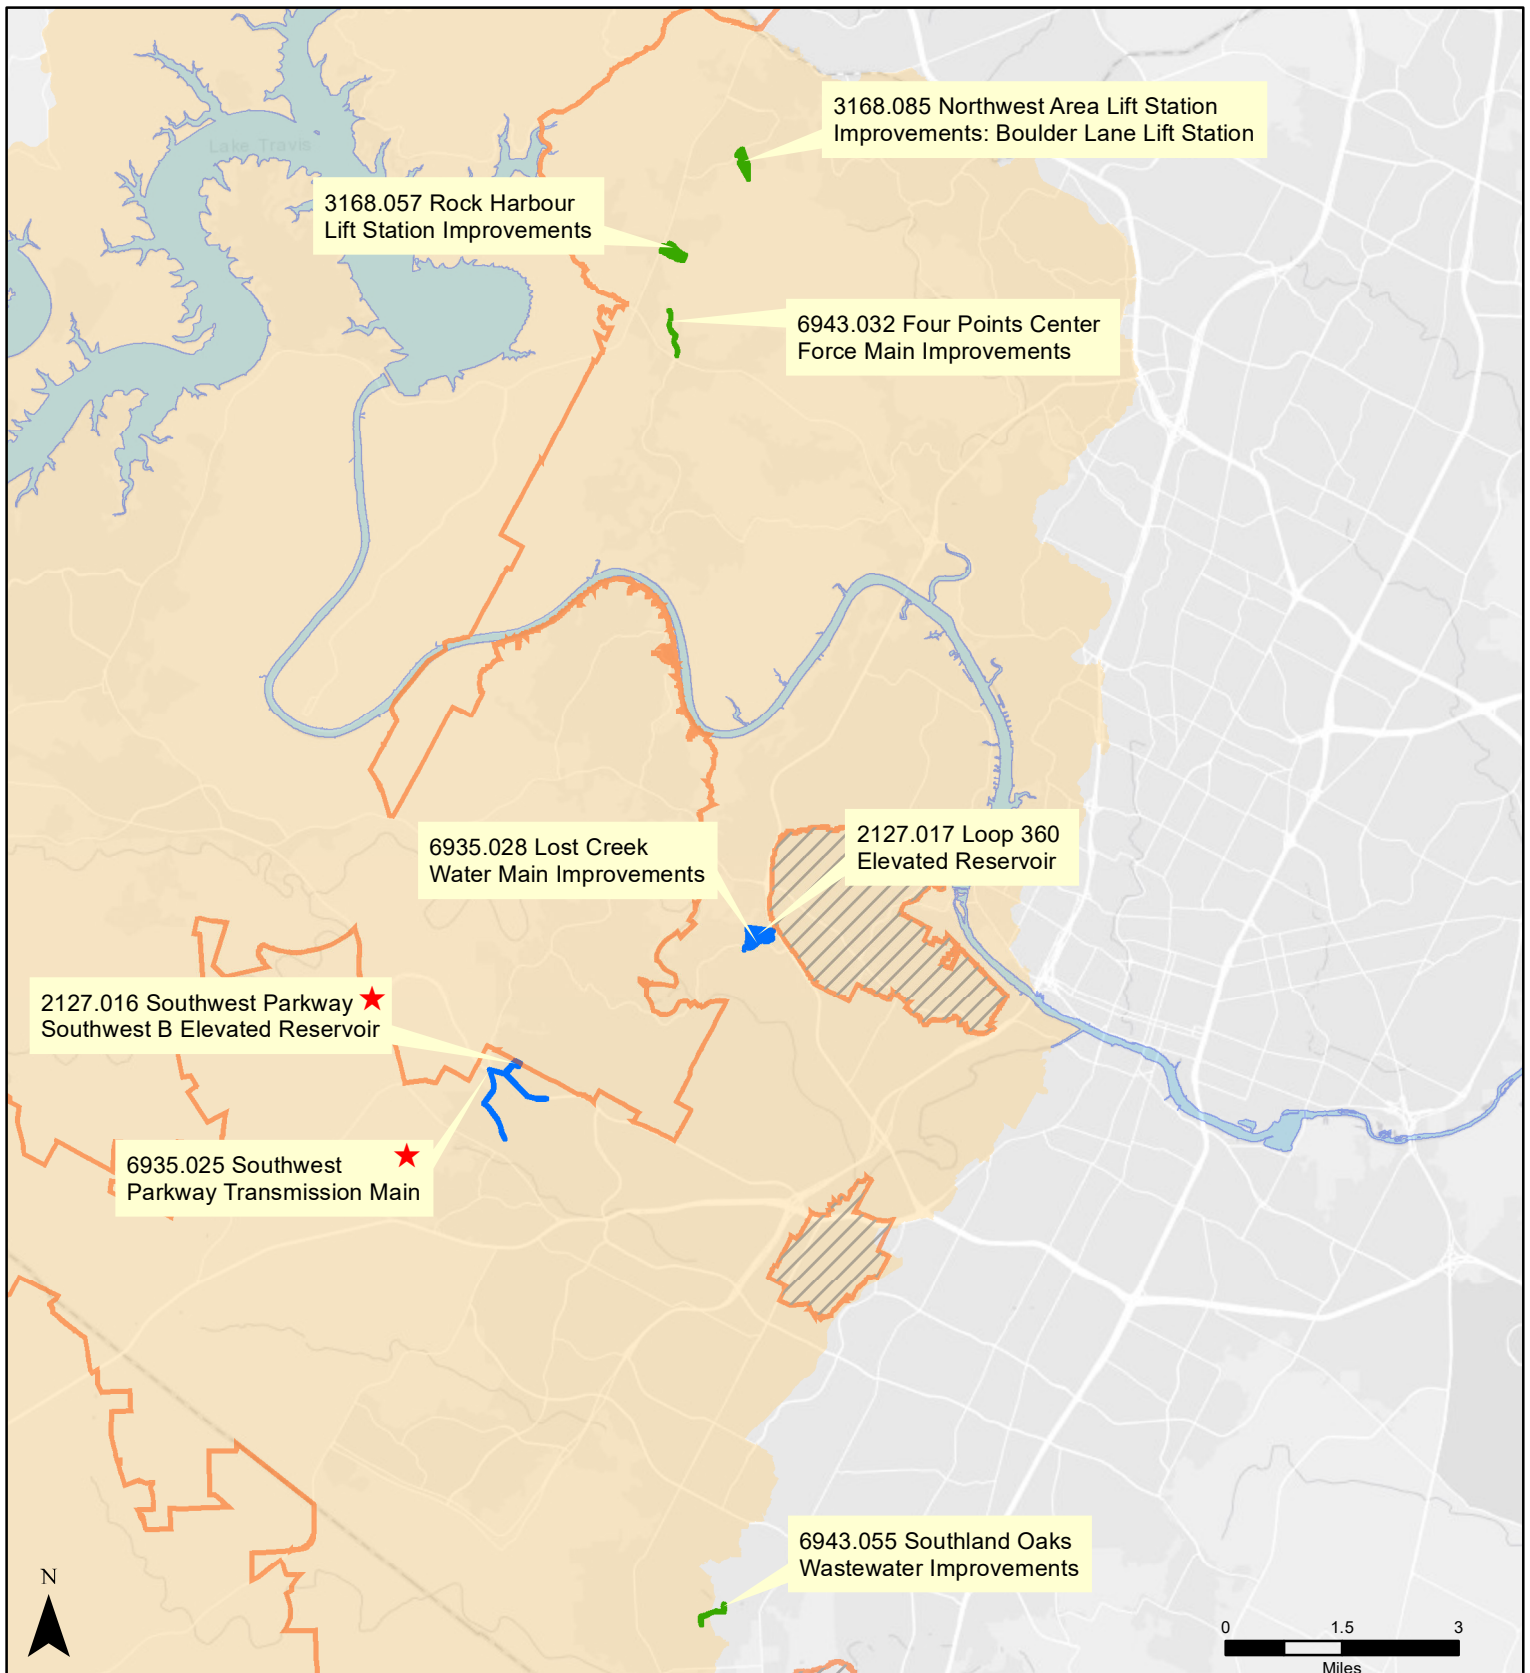 3168.085 Northwest Area Lift Station
Improvements: Boulder Lane Lift Station
Lake Travis
3168.057 Rock Harbour
Lift Station Improvements
6943.032 Four Points Center
Force Main Improvements
6935.028 Lost Creek
Water Main Improvements
2127.017 Loop 360
Elevated Reservoir
2127.016 Southwest Parkway
Southwest B Elevated Reservoir
6935.025 Southwest
Parkway Transmission Main
6943.055 Southland Oaks
Wastewater Improvements
N
0 1.5 3
Miles